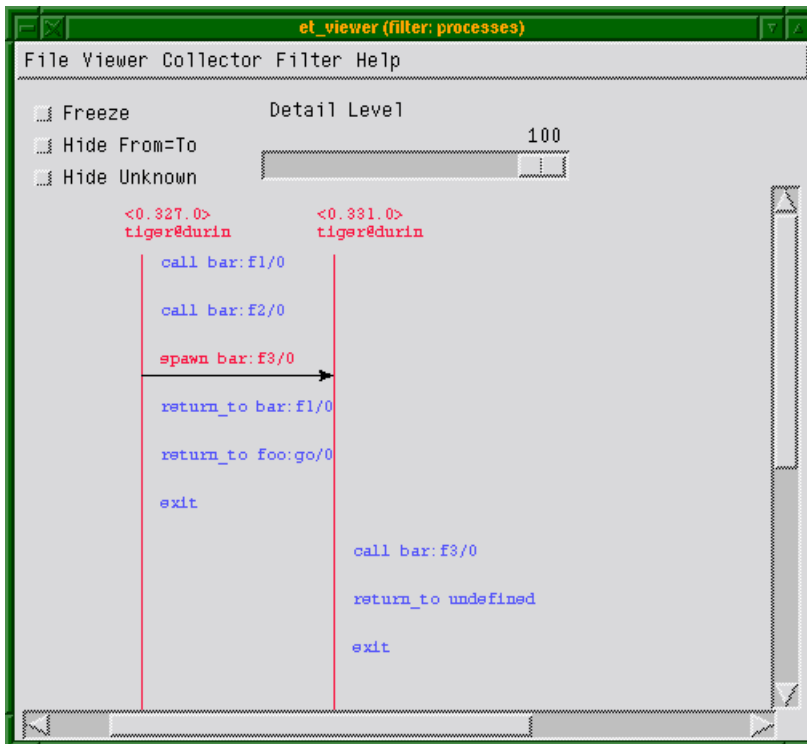 et_viewer (filter: processes)
File Viewer Collector Filter Help
Freeze
Detail Level
Hide From=To
100
Hide Unknown
<0.327.0> <0.331.0>
tiger@durin tiger@durin
call bar:f1/0
call bar:f2/0
spawn bar:f3/0
return_to bar:f1/0
return_to foo:go/0
exit
call bar:f3/0
return_to undefined
exit